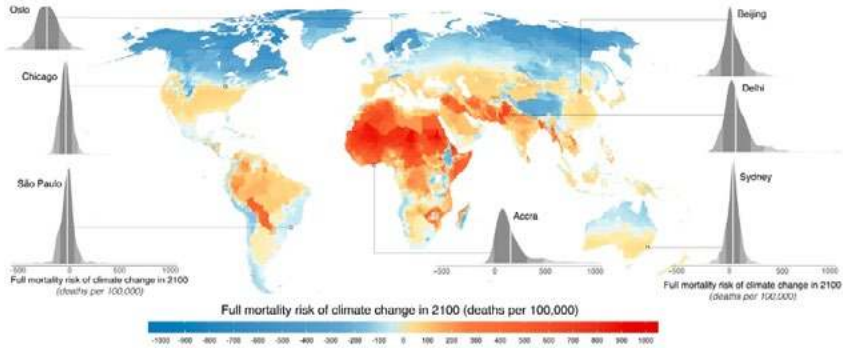 Oslo
Beijing
Chicago
Delhi
São Paulo
Sydney
Accra
-500 0 500 1000
Full mortality risk of climate change in 2100
(deaths per 100,000)
-500 0 500 1000
-500 0 500 1000
Full mortality risk of climate change in 2100
(deaths per 100,000)
Full mortality risk of climate change in 2100 (deaths per 100,000)
-1000 -900 -800 -700 -600 -500 -400 -300 -200 -100 0 100 200 300 400 500 600 700 800 900 1000